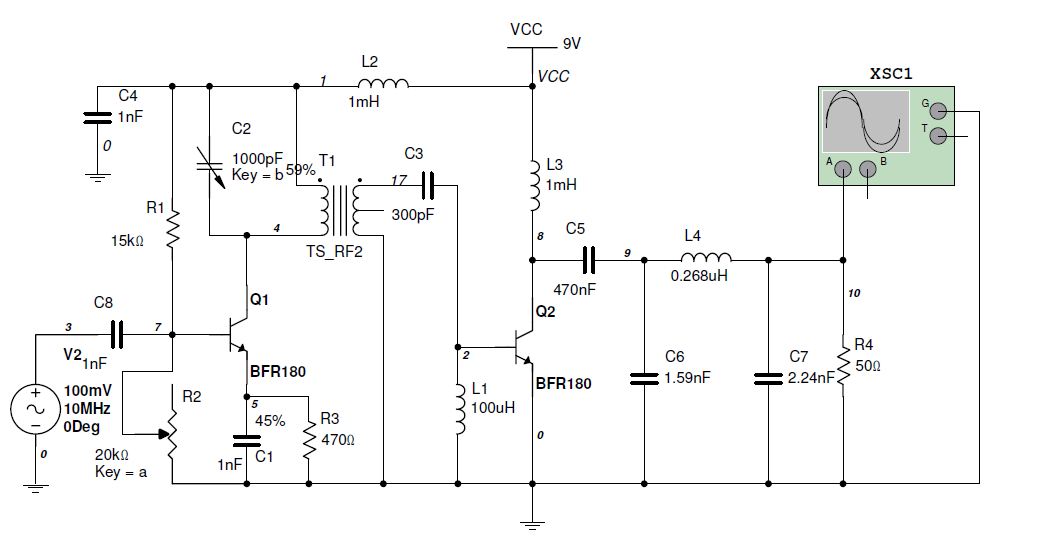 VCC
9V
VCC
XSC1
G
T
A
B
L2
1
1mH
C4
1nF
0
C2
1000pF
Key = b
59%
T1
TS_RF2
C3
17
300pF
L3
1mH
8
C5
470nF
9
L4
0.268uH
10
R1
15kΩ
4
Q1
BFR180
Q2
BFR180
C8
3
7
V2
1nF
100mV
10MHz
0Deg
0
R2
20kΩ
Key = a
5
45%
C1
1nF
R3
470Ω
2
L1
100uH
0
C6
1.59nF
C7
2.24nF
R4
50Ω